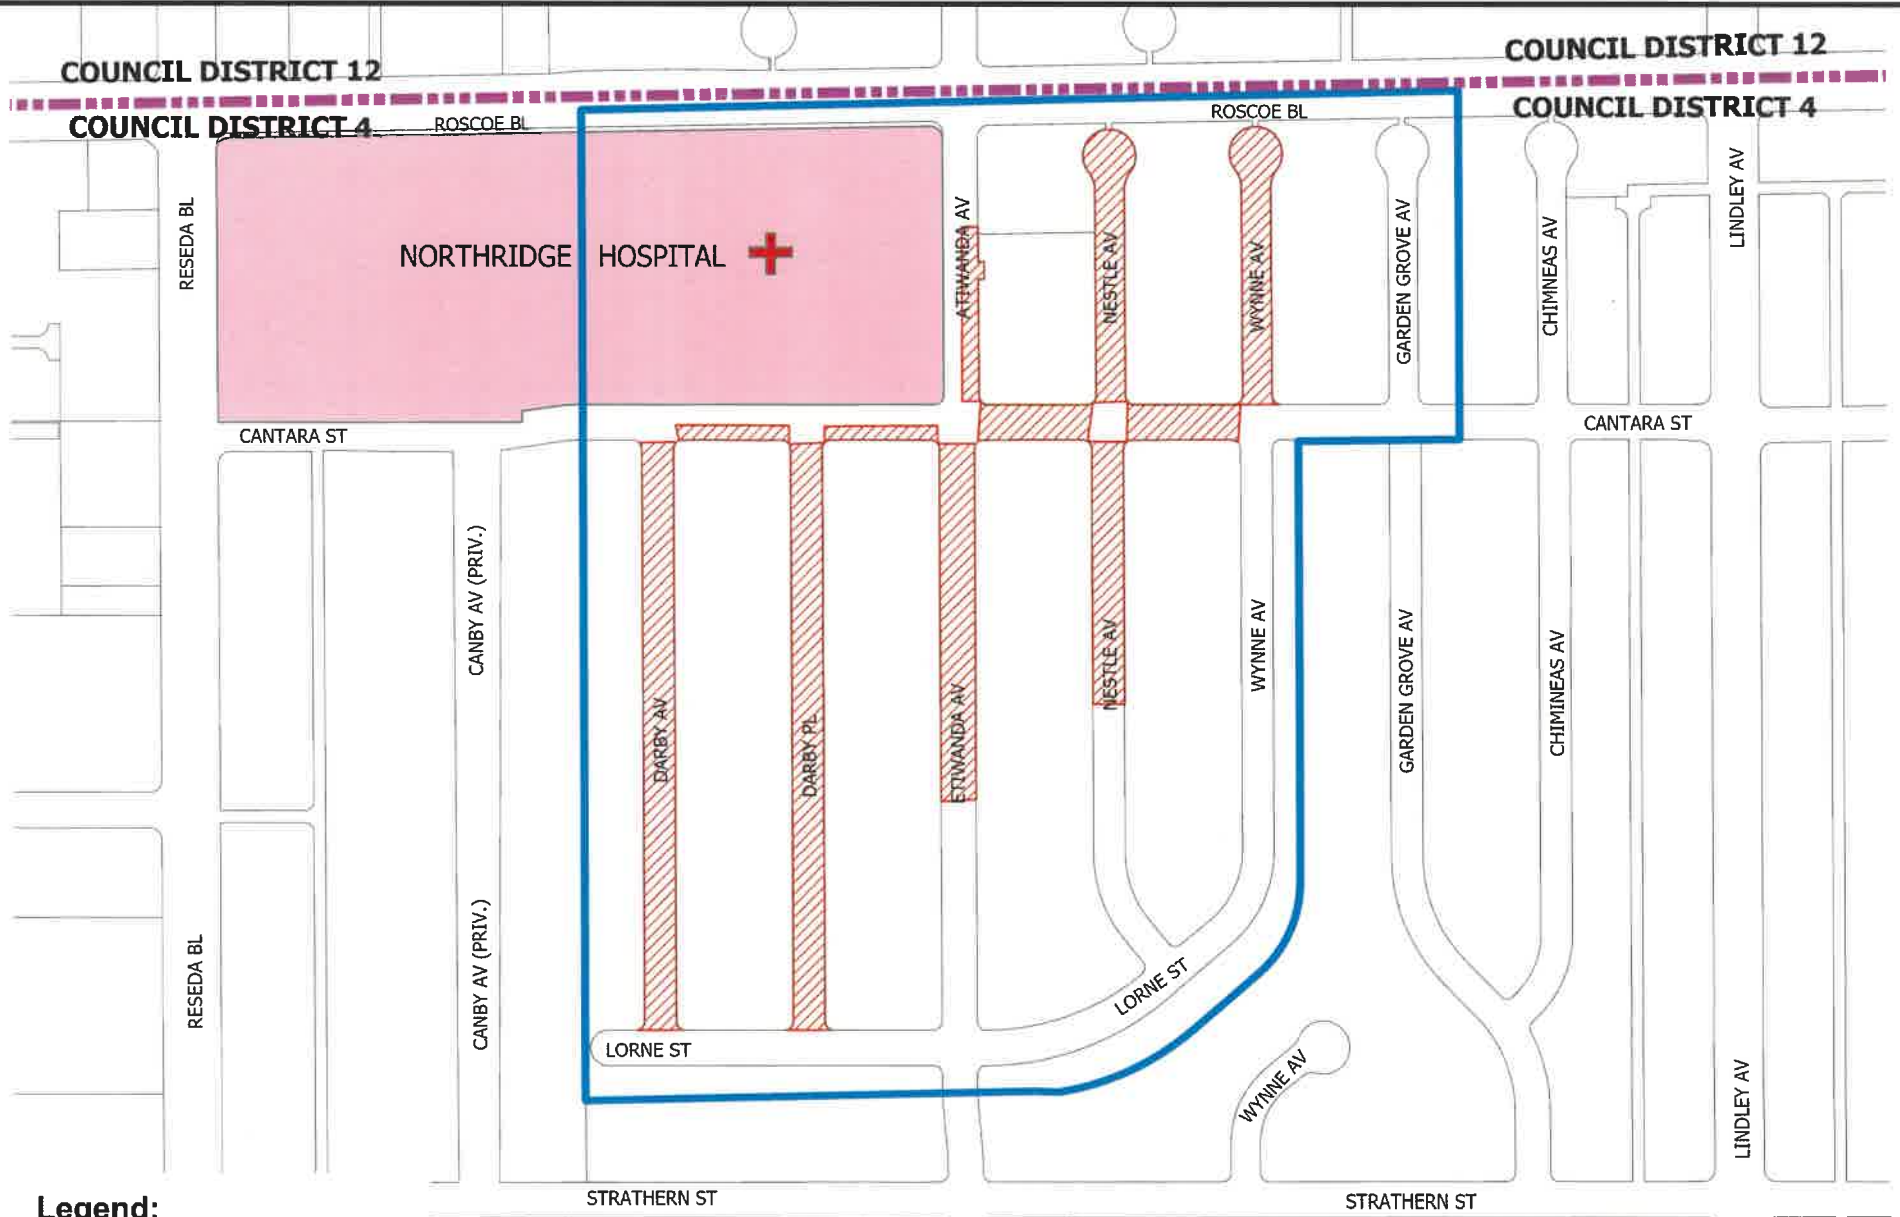 COUNCIL DISTRICT 12
COUNCIL DISTRICT 12
COUNCIL DISTRICT 4
ROSCOE BL
ROSCOE BL
COUNCIL DISTRICT 4
RESEDA BL
NORTHRIDGE HOSPITAL
ATIWANDA AV
NESTLE AV
WYNNE AV
GARDEN GROVE AV
CHIMNEAS AV
LINDLEY AV
CANTARA ST
CANTARA ST
CANBY AV (PRIV.)
DARBY AV
DARBY PL
ETIWANDA AV
NESTLE AV
WYNNE AV
GARDEN GROVE AV
CHIMINEAS AV
RESEDA BL
CANBY AV (PRIV.)
LORNE ST
LORNE ST
WYNNE AV
LINDLEY AV
STRATHERN ST
STRATHERN ST
Legend: